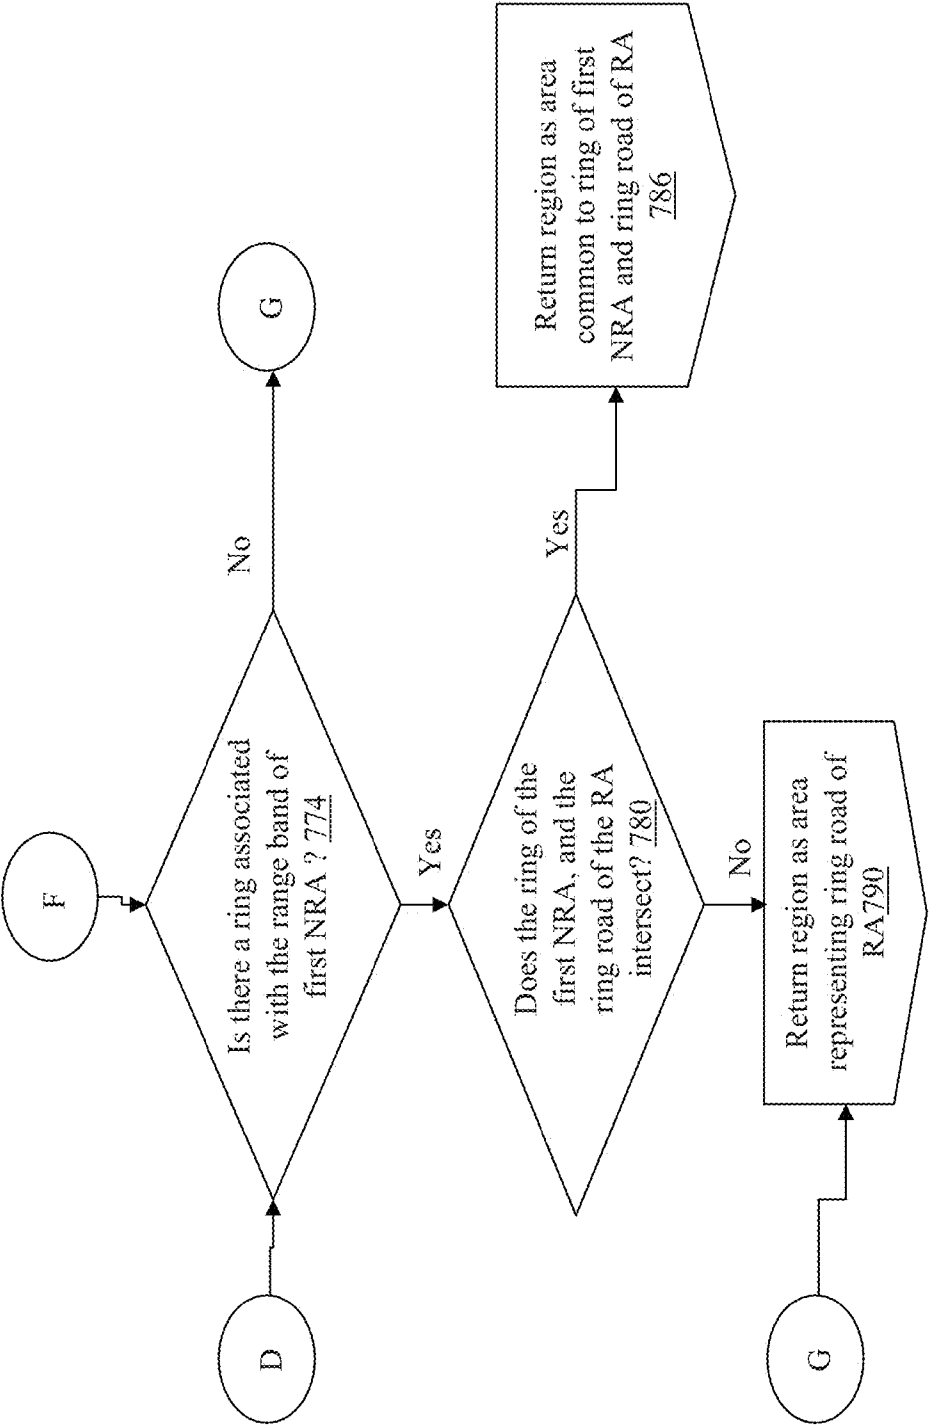 F
D
Is there a ring associated
with the range band of
first NRA ? 774
No
G
Yes
Does the ring of the
first NRA, and the
ring road of the RA
intersect? 780
Yes
Return region as area
common to ring of first
NRA and ring road of RA
786
No
G
Return region as area
representing ring road of
RA790